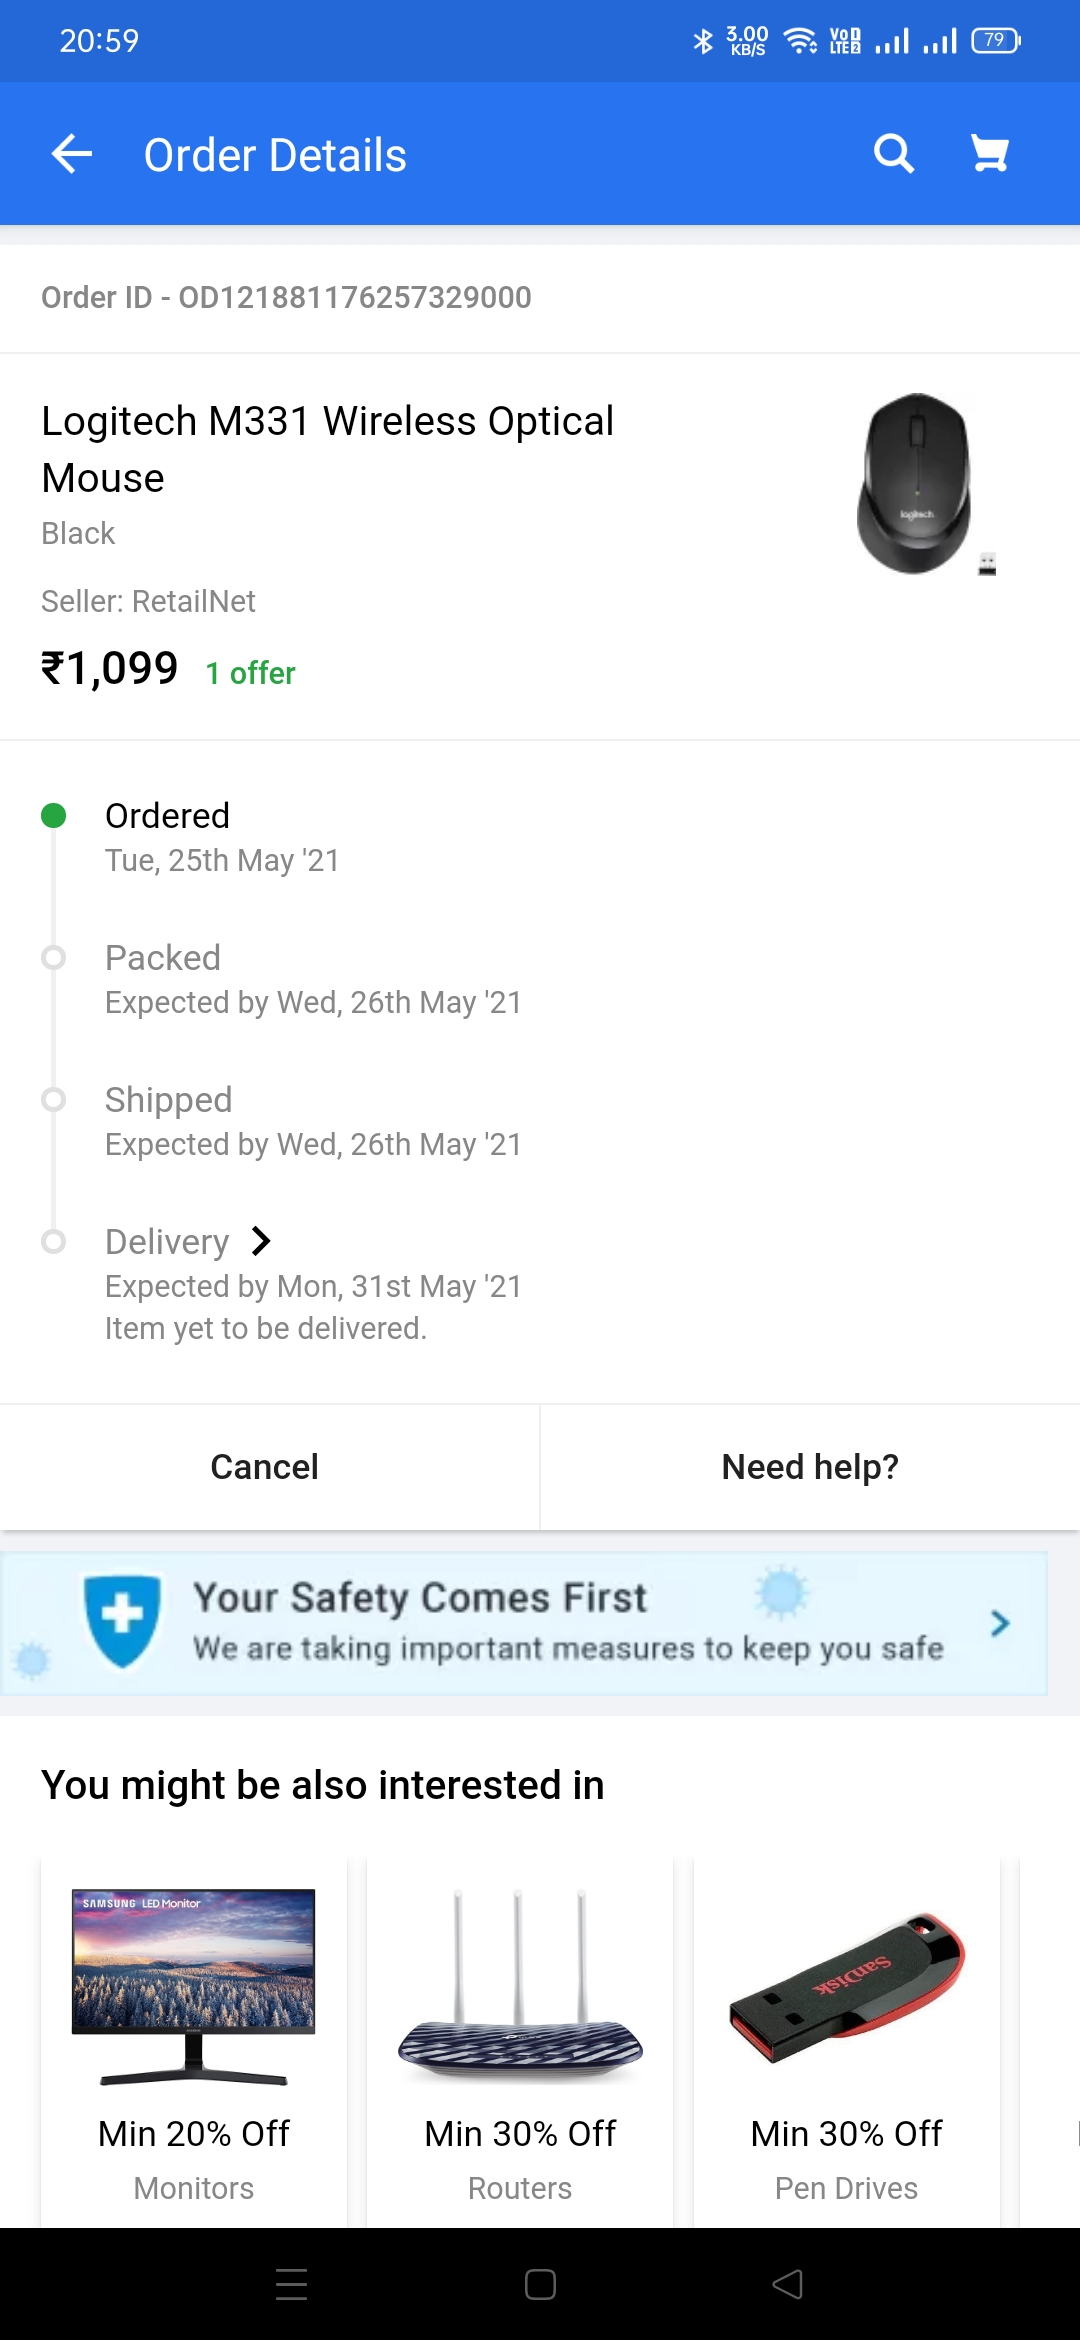 20:59
3.00
KB/S
VoD
LTE2
79
Order Details
Order ID - OD121881176257329000
Logitech M331 Wireless Optical
Mouse
Black
logitech
Seller: RetailNet
₹1,099 1 offer
Ordered
Tue, 25th May '21
Packed
Expected by Wed, 26th May '21
Shipped
Expected by Wed, 26th May '21
Delivery
Expected by Mon, 31st May '21
Item yet to be delivered.
Cancel Need help?
Your Safety Comes First
We are taking important measures to keep you safe
You might be also interested in
SAMSUNG LED Monitor
SanDisk
Min 20% Off Min 30% Off Min 30% Off
Monitors Routers Pen Drives